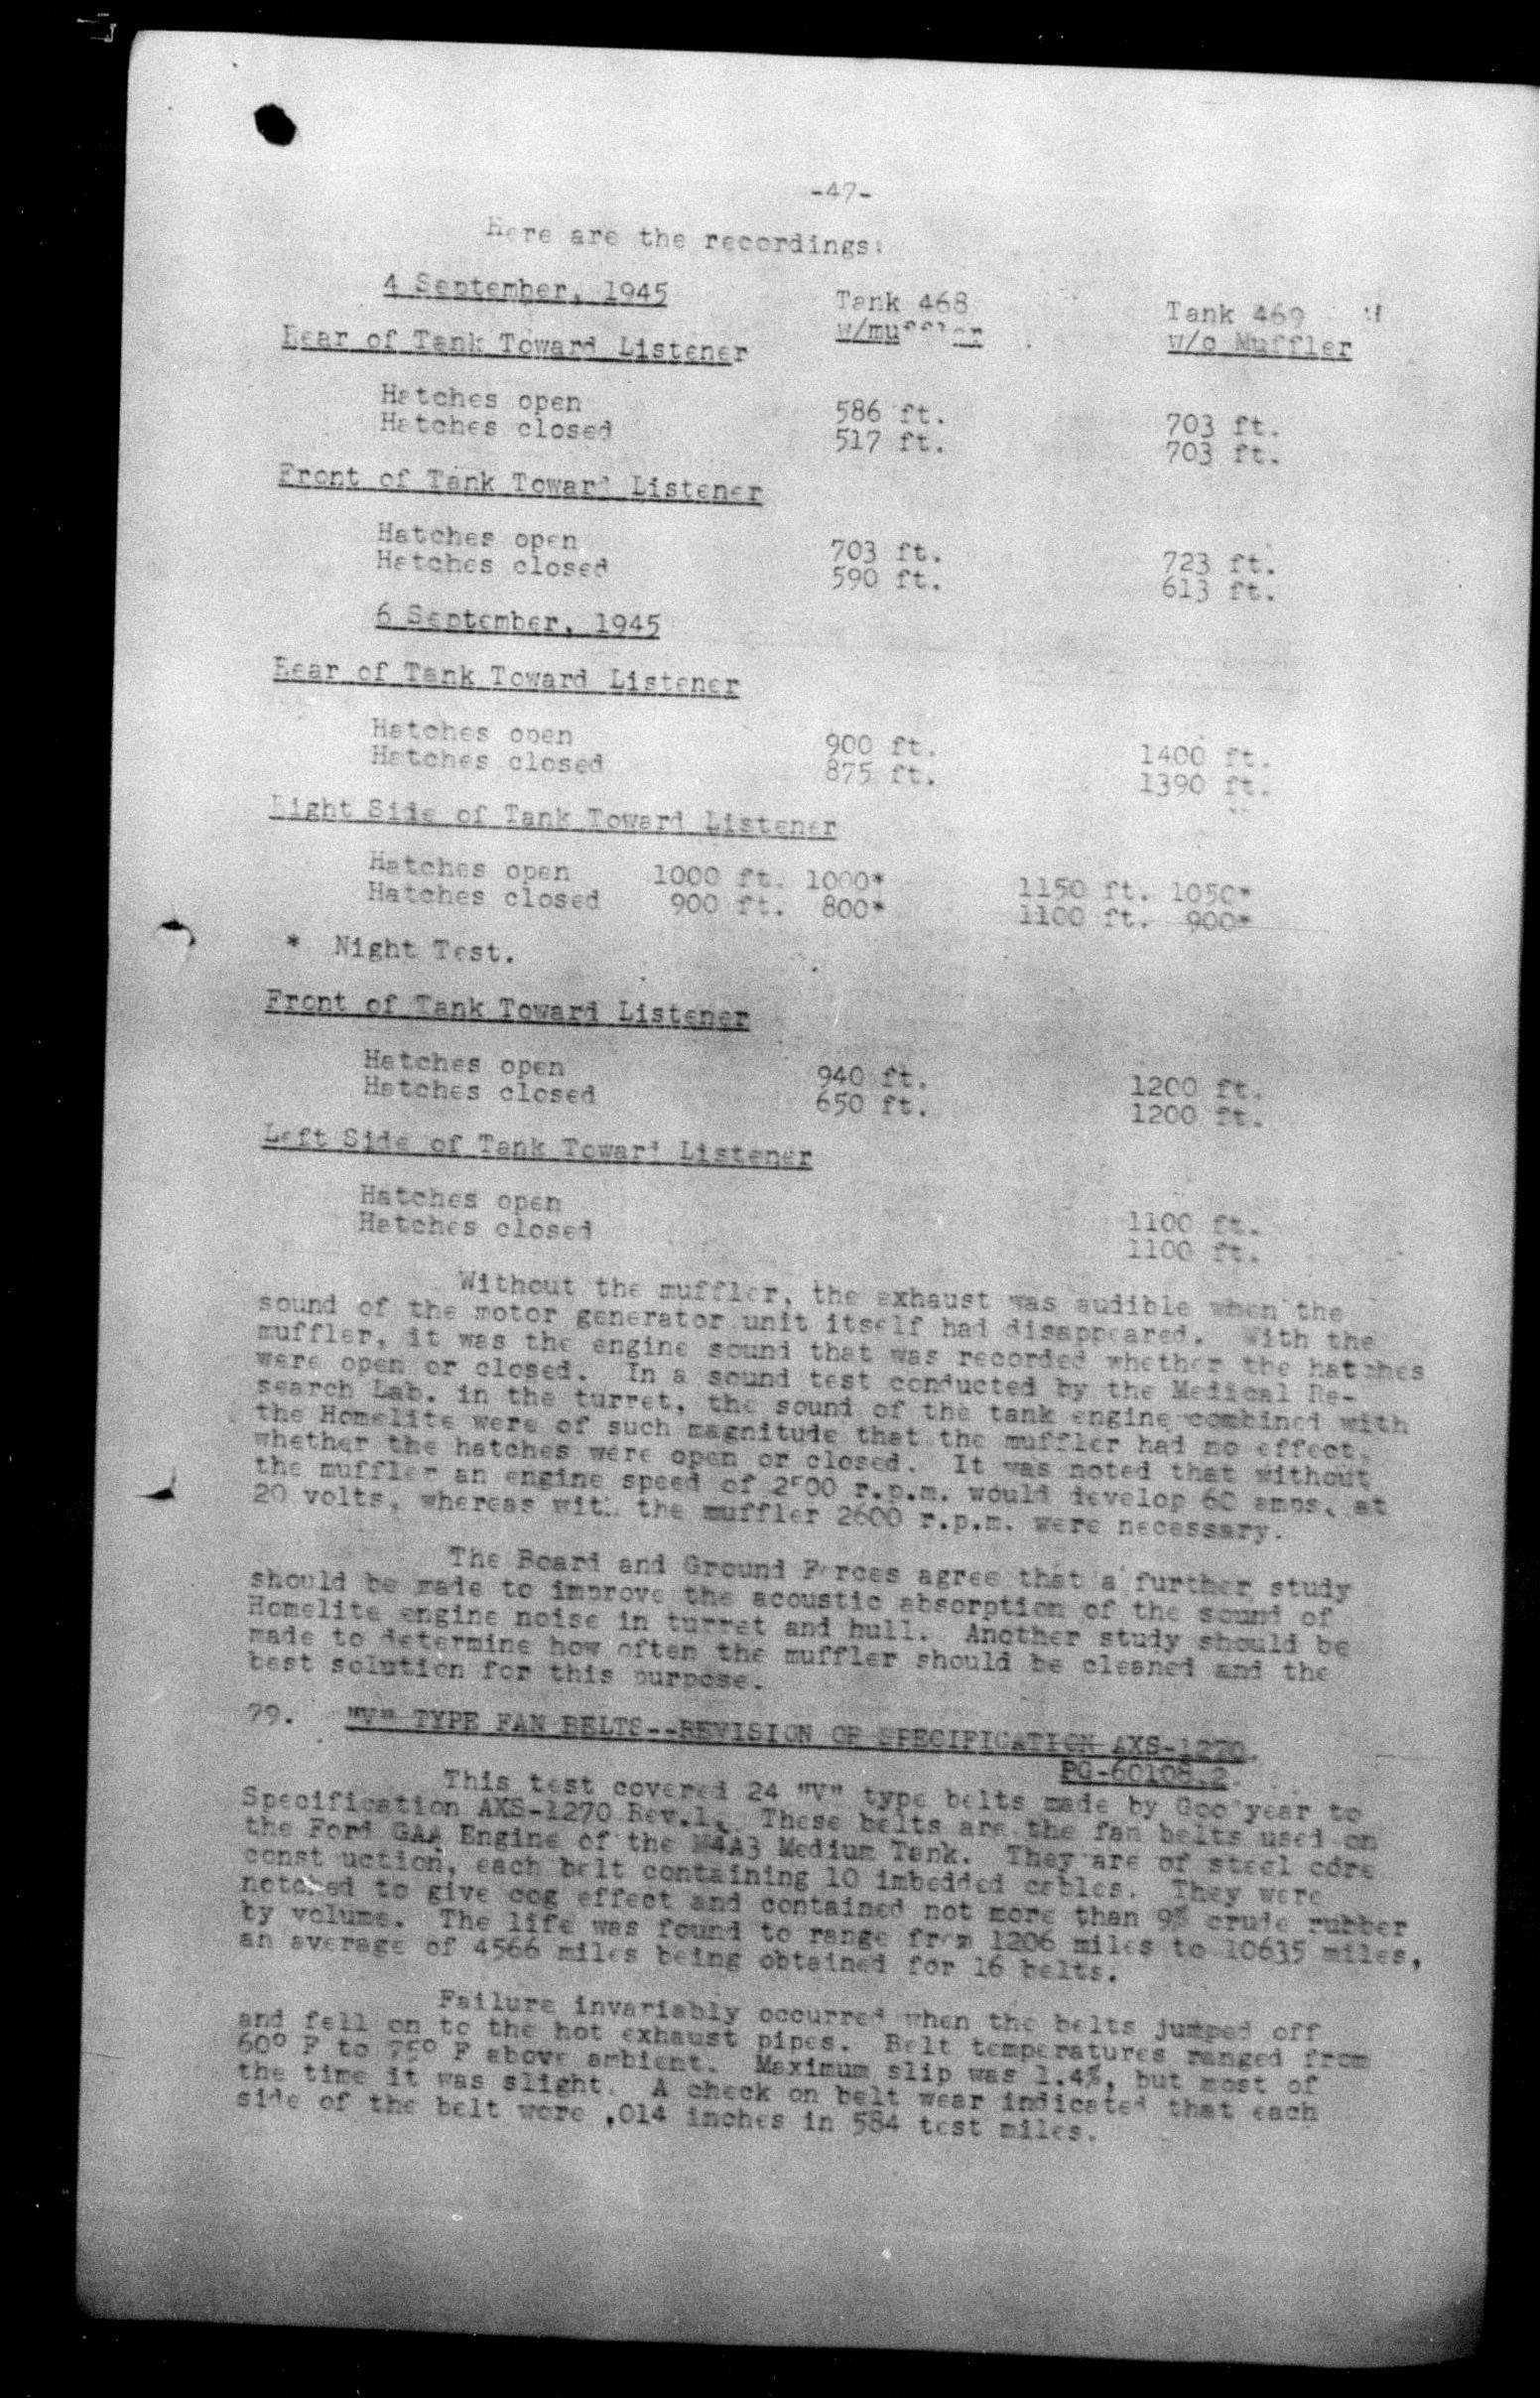 -47-
Here are the recordings:
4 September, 1945
Tank 468 Tank 469
w/muffler w/o Muffler
Rear of Tank Toward Listener
Hatches open 586 ft. 703 ft.
Hatches closed 517 ft. 703 ft.
Front of Tank Toward Listener
Hatches open 703 ft. 723 ft.
Hatches closed 590 ft. 613 ft.
6 September, 1945
Rear of Tank Toward Listener
Hatches open 900 ft. 1400 ft.
Hatches closed 875 ft. 1390 ft.
Right Side of Tank Toward Listener
Hatches open 1000 ft. 1000* 1150 ft. 1050*
Hatches closed 900 ft. 800* 1100 ft. 900*
* Night Test.
Front of Tank Toward Listener
Hatches open 940 ft. 1200 ft.
Hatches closed 650 ft. 1200 ft.
Left Side of Tank Toward Listener
Hatches open 1100 ft.
Hatches closed 1100 ft.
Without the muffler, the exhaust was audible when the
sound of the motor generator unit itself had disappeared. With the
muffler, it was the engine sound that was recorded whether the hatches
were open or closed. In a sound test conducted by the Medical Re-
search Lab. in the turret, the sound of the tank engine combined with
the Homelite were of such magnitude that the muffler had no effect,
whether the hatches were open or closed. It was noted that without
the muffler an engine speed of r.p.m. would develop 60 amps. at
20 volts, whereas with the muffler 2600 r.p.m. were necessary.
The Board and Ground Forces agree that a further study
should be made to improve the acoustic absorption of the sound of
Homelite engine noise in turret and hull. Another study should be
made to determine how often the muffler should be cleaned and the
best solution for this purpose.
79. "V" TYPE FAN BELTS--REVISION OF SPECIFICATION AXS-1270
PG-60108.2
This test covered 24 "V" type belts made by Goodyear to
Specification AXS-1270 Rev.1. These belts are the fan belts used on
the Ford GAA Engine of the M4A3 Medium Tank. They are of steel core
const uction, each belt containing 10 imbedded cables. They were
notched to give cog effect and contained not more than 9% crude rubber
by volume. The life was found to range from 1206 miles to 10635 miles,
an average of 4566 miles being obtained for 16 belts.
Failure invariably occurred when the belts jumped off
and fell on to the hot exhaust pipes. Belt temperatures ranged from
60° F to 75° F above ambient. Maximum slip was 1.4%, but most of
the time it was slight. A check on belt wear indicated that each
side of the belt wore .014 inches in 584 test miles.